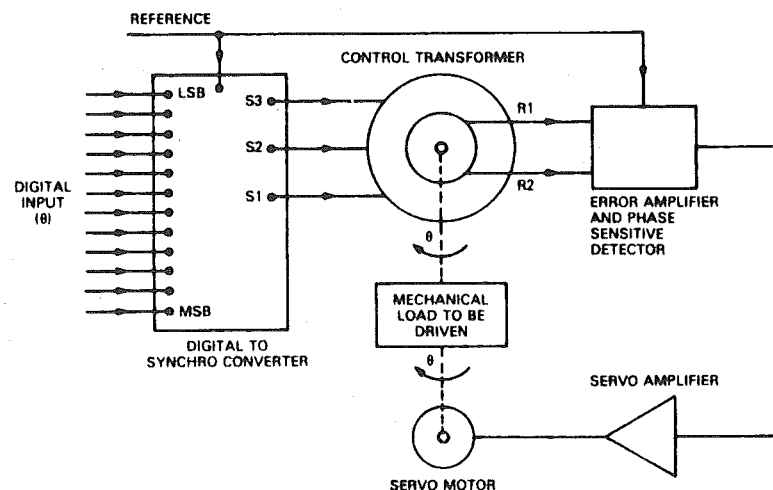 REFERENCE
CONTROL TRANSFORMER
LSB
S3
R1
S2
DIGITAL
INPUT
(θ)
S1
R2
ERROR AMPLIFIER
AND PHASE
SENSITIVE
DETECTOR
θ
MECHANICAL
LOAD TO BE
DRIVEN
MSB
DIGITAL TO
SYNCHRO CONVERTER
θ
SERVO AMPLIFIER
SERVO MOTOR